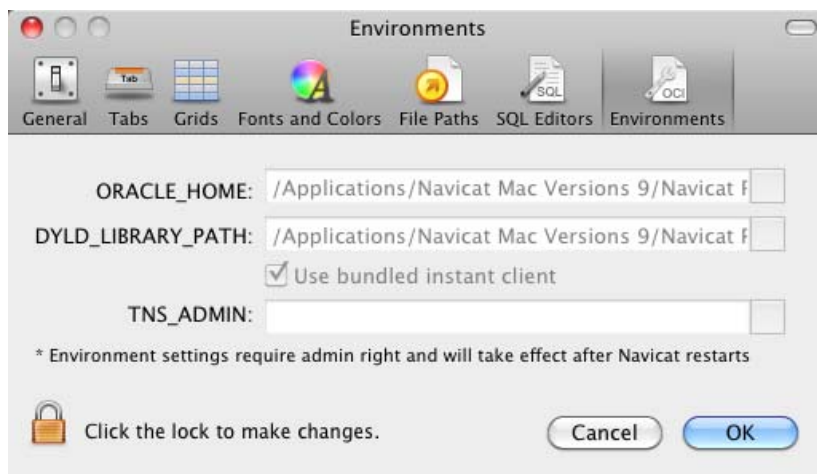 Environments
Tab
SQL
OCI
General Tabs Grids Fonts and Colors File Paths SQL Editors Environments
ORACLE_HOME: /Applications/Navicat Mac Versions 9/Navicat
DYLD_LIBRARY_PATH: /Applications/Navicat Mac Versions 9/Navicat
Use bundled instant client
TNS_ADMIN:
* Environment settings require admin right and will take effect after Navicat restarts
Click the lock to make changes.
Cancel OK